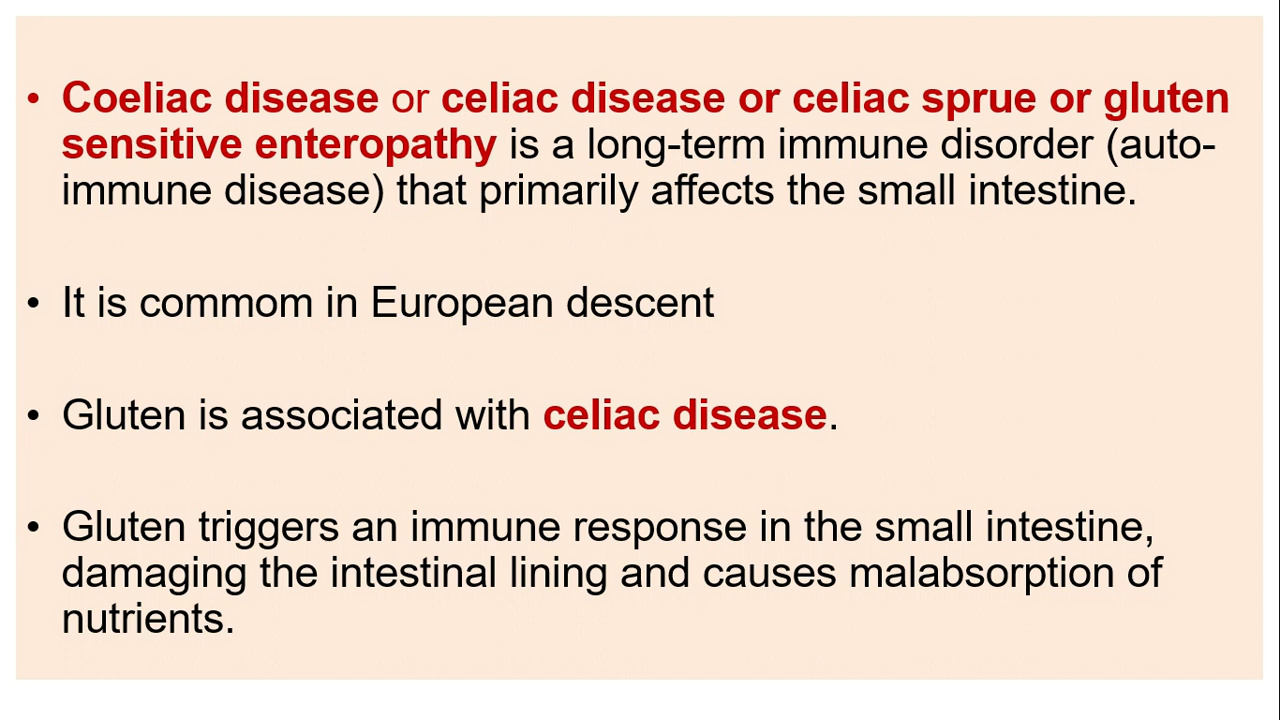 • Coeliac disease or celiac disease or celiac sprue or gluten
sensitive enteropathy is a long-term immune disorder (auto-
immune disease) that primarily affects the small intestine.
• It is commom in European descent
• Gluten is associated with celiac disease.
• Gluten triggers an immune response in the small intestine,
damaging the intestinal lining and causes malabsorption of
nutrients.